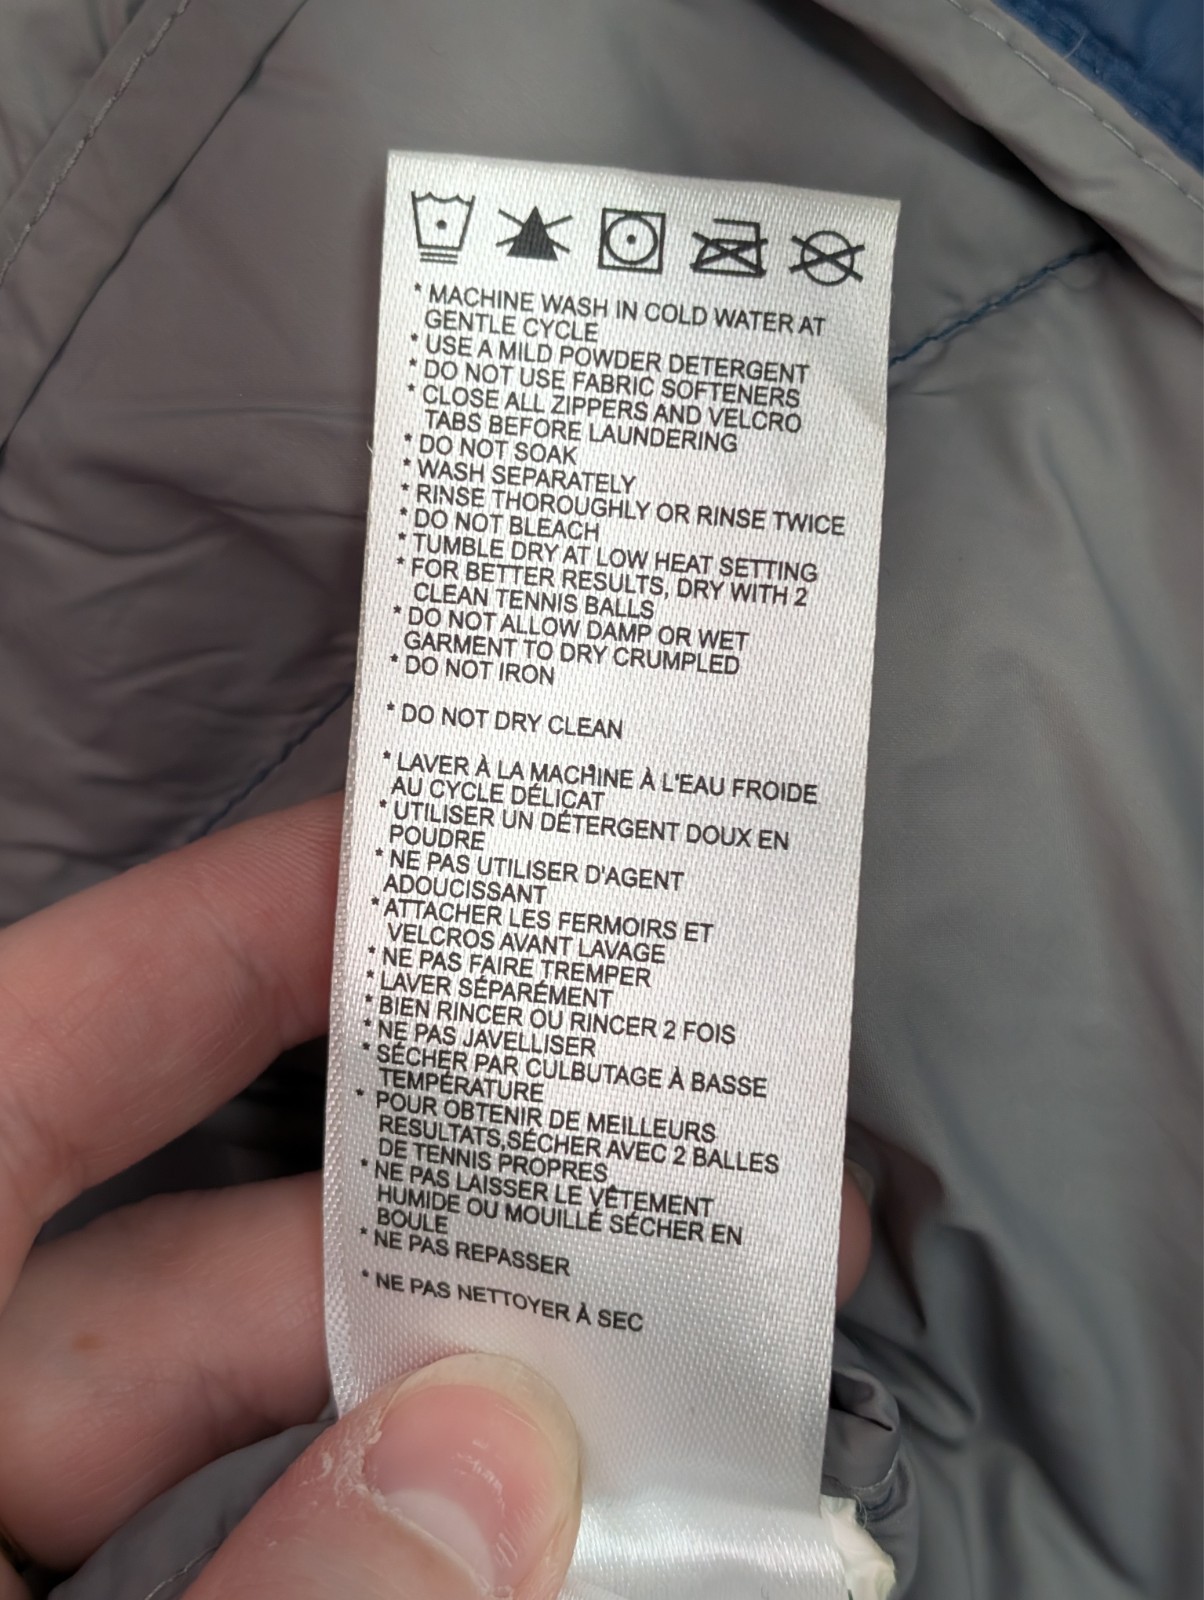 * MACHINE WASH IN COLD WATER AT
GENTLE CYCLE
* USE A MILD POWDER DETERGENT
* DO NOT USE FABRIC SOFTENERS
* CLOSE ALL ZIPPERS AND VELCRO
TABS BEFORE LAUNDERING
* DO NOT SOAK
* WASH SEPARATELY
* RINSE THOROUGHLY OR RINSE TWICE
* DO NOT BLEACH
* TUMBLE DRY AT LOW HEAT SETTING
* FOR BETTER RESULTS, DRY WITH 2
CLEAN TENNIS BALLS
* DO NOT ALLOW DAMP OR WET
GARMENT TO DRY CRUMPLED
* DO NOT IRON
* DO NOT DRY CLEAN
* LAVER À LA MACHINE À L'EAU FROIDE
AU CYCLE DÉLICAT
* UTILISER UN DÉTERGENT DOUX EN
POUDRE
* NE PAS UTILISER D'AGENT
ADOUCISSANT
* ATTACHER LES FERMOIRS ET
VELCROS AVANT LAVAGE
* NE PAS FAIRE TREMPER
* LAVER SÉPARÉMENT
* BIEN RINCER OU RINCER 2 FOIS
* NE PAS JAVELLISER
* SÉCHER PAR CULBUTAGE À BASSE
TEMPÉRATURE
* POUR OBTENIR DE MEILLEURS
RESULTATS,SÉCHER AVEC 2 BALLES
DE TENNIS PROPRES
* NE PAS LAISSER LE VÊTEMENT
HUMIDE OU MOUILLÉ SÉCHER EN
BOULE
* NE PAS REPASSER
* NE PAS NETTOYER À SEC